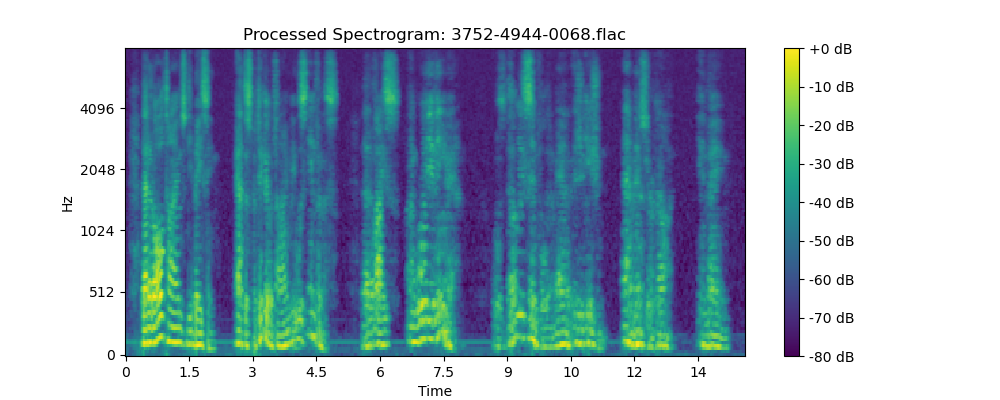 Processed Spectrogram: 3752-4944-0068.flac
Hz
4096
2048
1024
512
0
0 1.5 3 4.5 6 7.5 9 10 12 14
Time
+0 dB
-10 dB
-20 dB
-30 dB
-40 dB
-50 dB
-60 dB
-70 dB
-80 dB